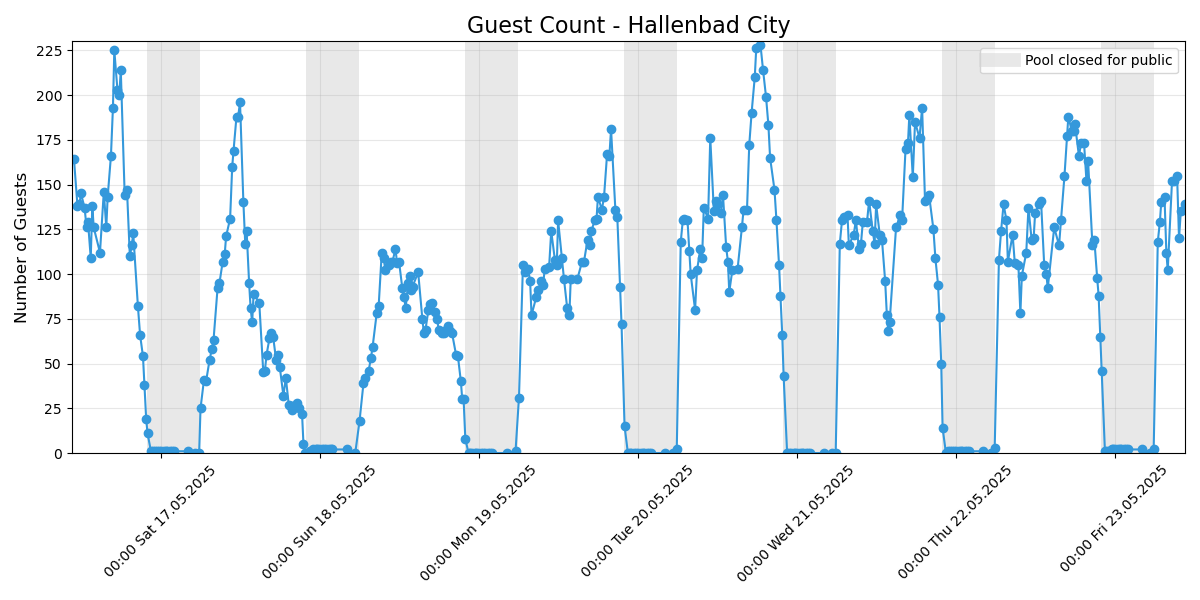 Guest Count - Hallenbad City
Pool closed for public
Number of Guests
225
200
175
150
125
100
75
50
25
0
00:00 Sat 17.05.2025
00:00 Sun 18.05.2025
00:00 Mon 19.05.2025
00:00 Tue 20.05.2025
00:00 Wed 21.05.2025
00:00 Thu 22.05.2025
00:00 Fri 23.05.2025